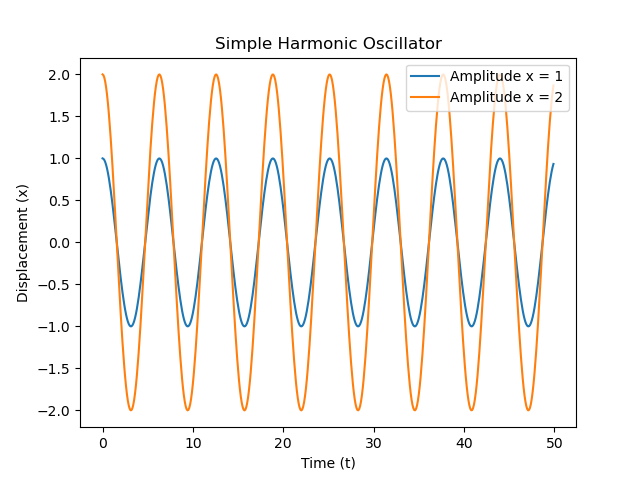 Simple Harmonic Oscillator
Amplitude x = 1
Amplitude x = 2
Displacement (x)
2.0
1.5
1.0
0.5
0.0
−0.5
−1.0
−1.5
−2.0
0 10 20 30 40 50
Time (t)